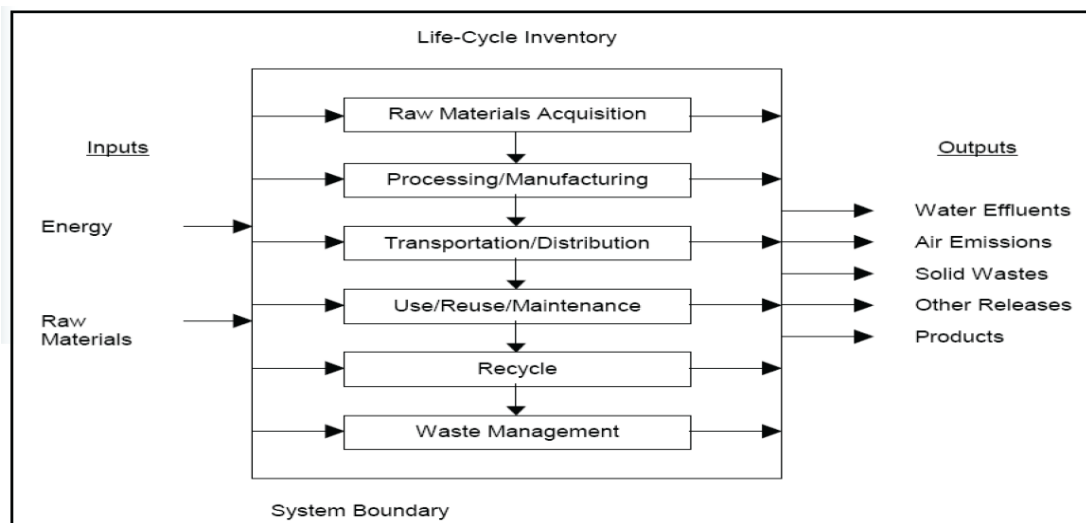 Life-Cycle Inventory
Inputs
Energy
Raw
Materials
Raw Materials Acquisition
Processing/Manufacturing
Transportation/Distribution
Use/Reuse/Maintenance
Recycle
Waste Management
Outputs
Water Effluents
Air Emissions
Solid Wastes
Other Releases
Products
System Boundary